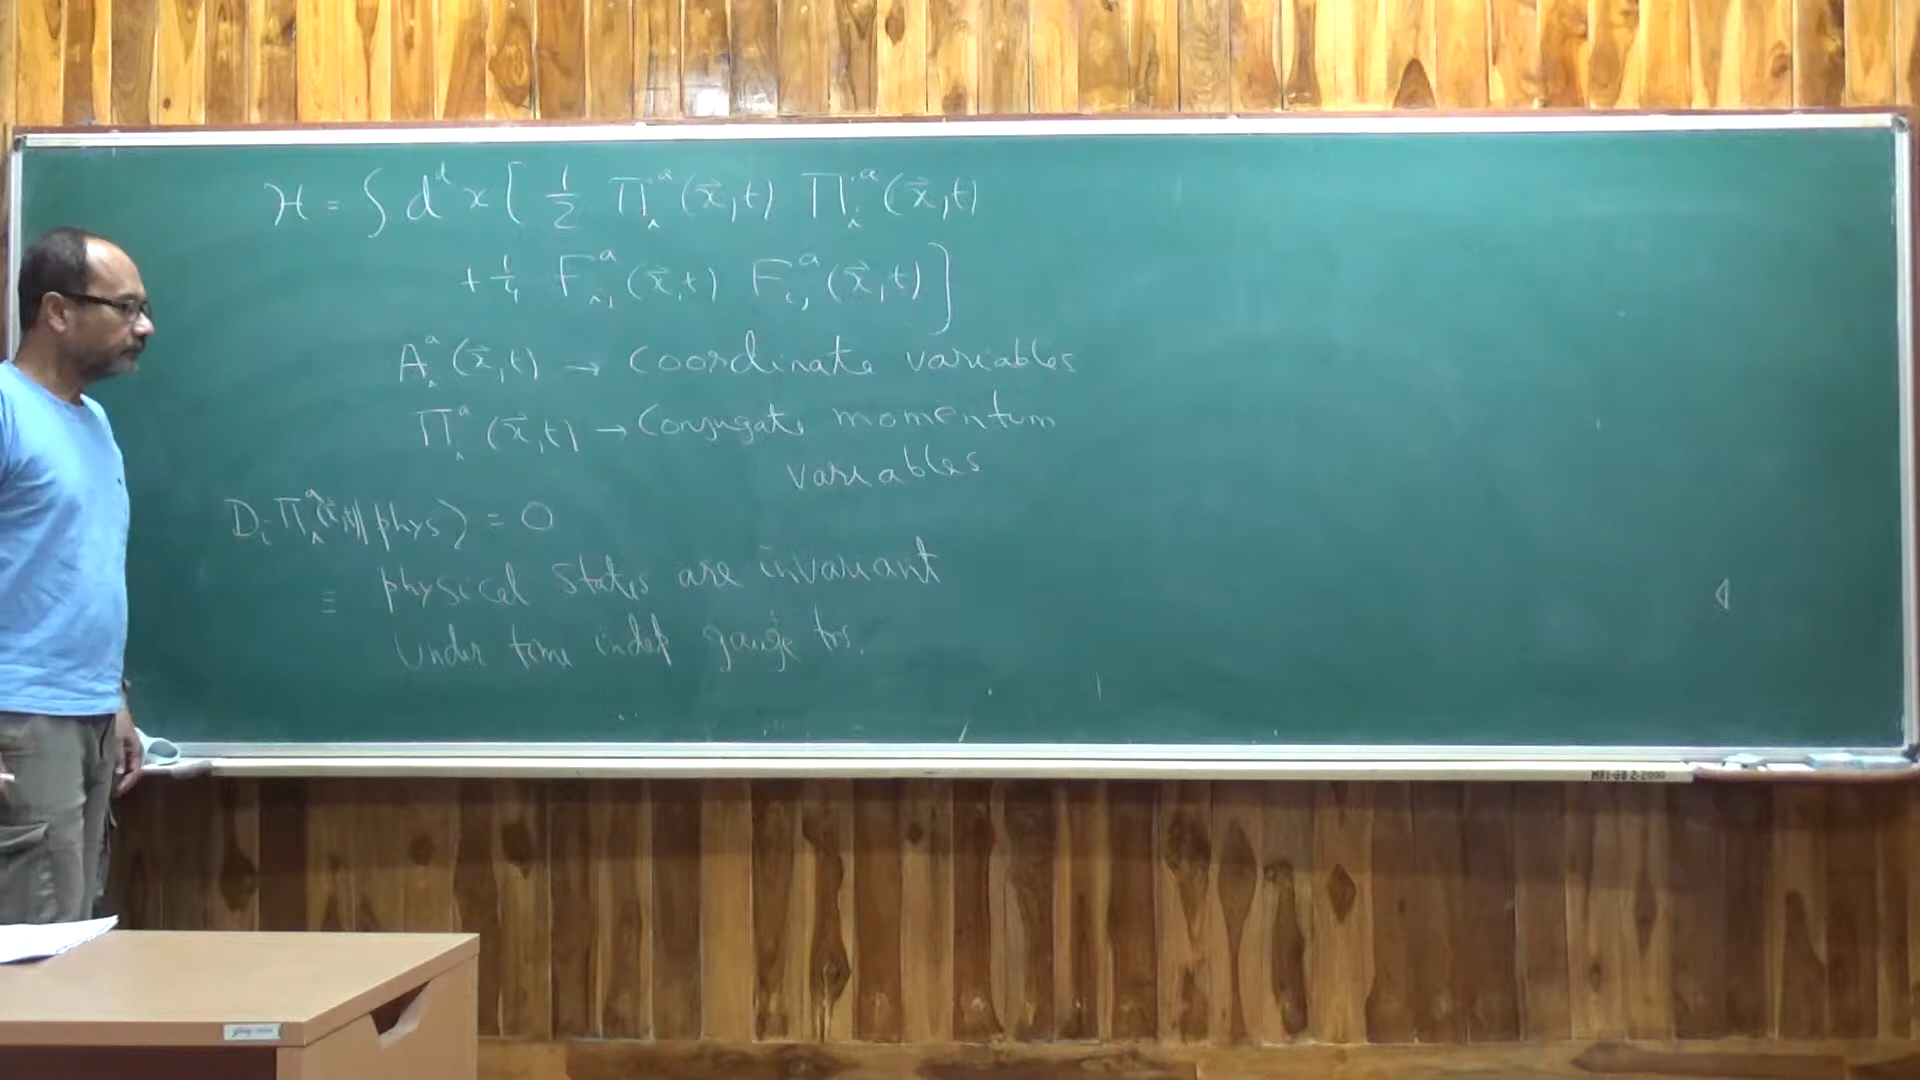 H = ∫ d^d x [ 1/2 Π_i^a (x⃗,t) Π_i^a (x⃗,t)
+ 1/4 F_ij^a (x⃗,t) F_ij^a (x⃗,t) ]
A_i^a (x⃗,t) → coordinate variables
Π_i^a (x⃗,t) → Conjugate momentum
variables
D_i Π_i^a (x⃗,t) |phys⟩ = 0
≡ physical states are invariant
under time indep gauge trs.